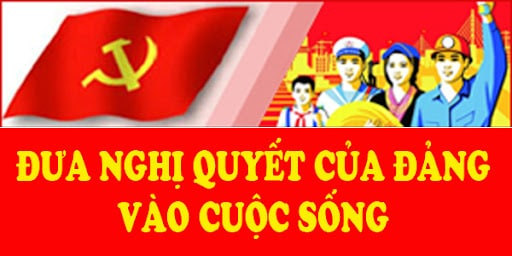 ĐƯA NGHỊ QUYẾT CỦA ĐẢNG
VÀO CUỘC SỐNG